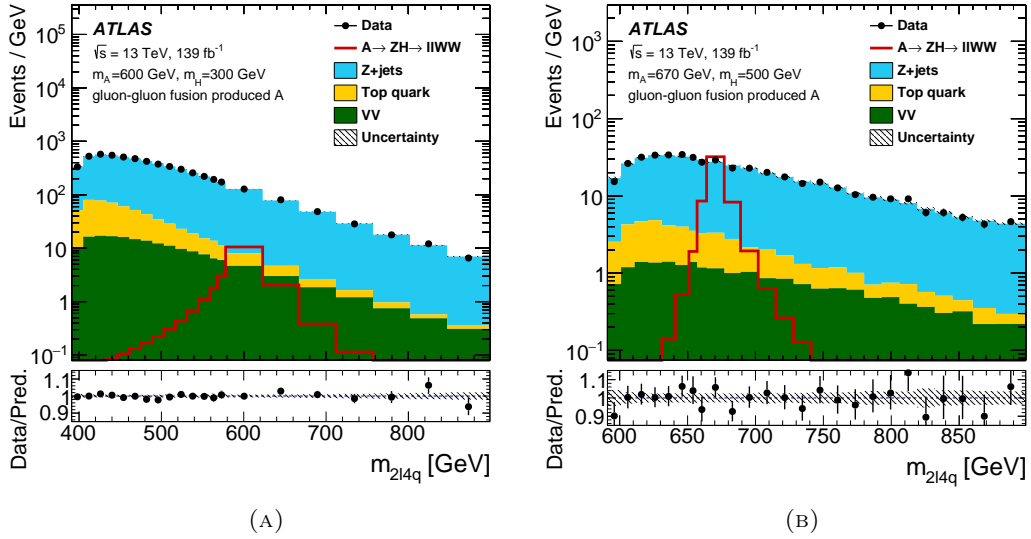 Events / GeV
10⁵
10⁴
10³
10²
10
1
10⁻¹
ATLAS
√s = 13 TeV, 139 fb⁻¹
m_A=600 GeV, m_H=300 GeV
gluon-gluon fusion produced A
Data
A→ ZH→ llWW
Z+jets
Top quark
VV
Uncertainty
Data/Pred.
1.1
1
0.9
400 500 600 700 800
m_2l4q [GeV]
(A)
Events / GeV
10³
10²
10
1
10⁻¹
ATLAS
√s = 13 TeV, 139 fb⁻¹
m_A=670 GeV, m_H=500 GeV
gluon-gluon fusion produced A
Data
A→ ZH→ llWW
Z+jets
Top quark
VV
Uncertainty
Data/Pred.
1.1
1
0.9
600 650 700 750 800 850
m_2l4q [GeV]
(B)